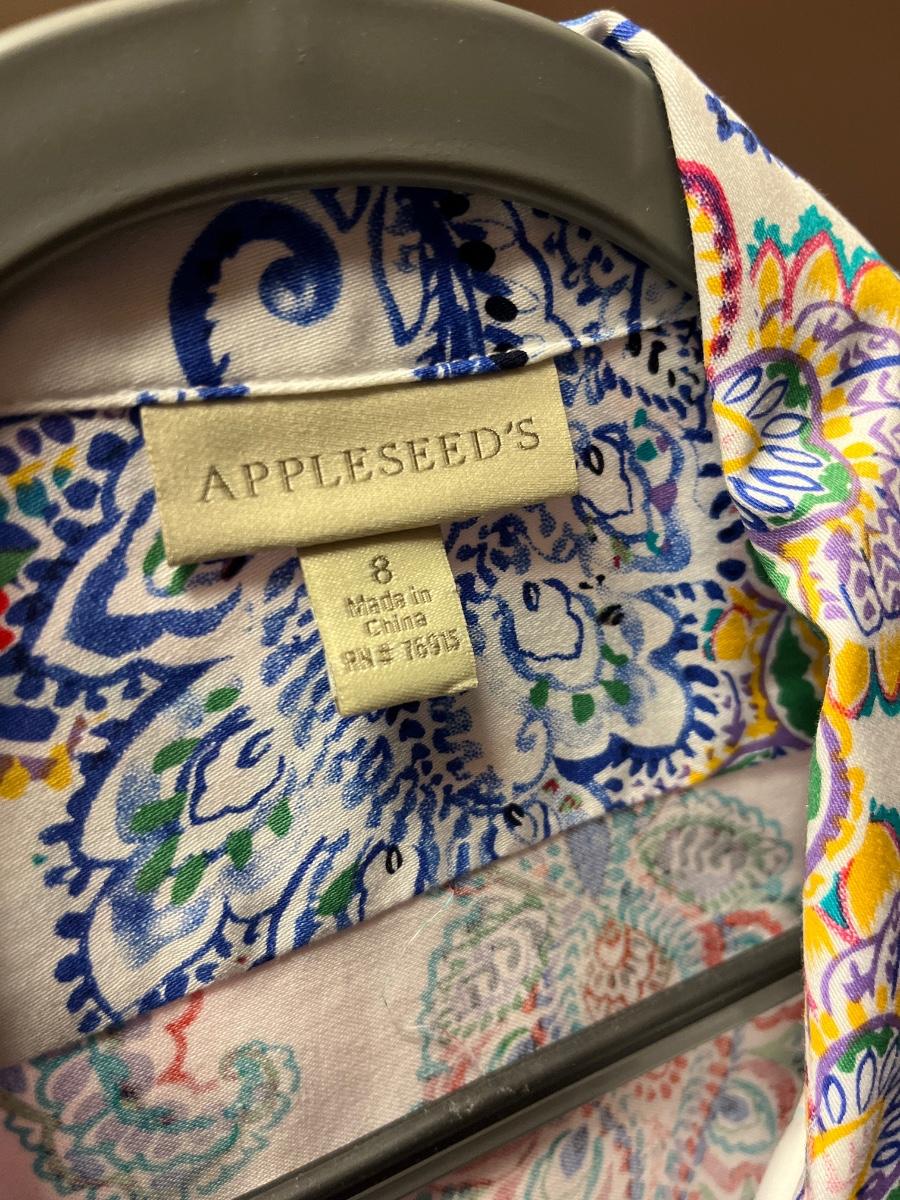 APPLESEED'S
8
Made in
China
RN# 76915